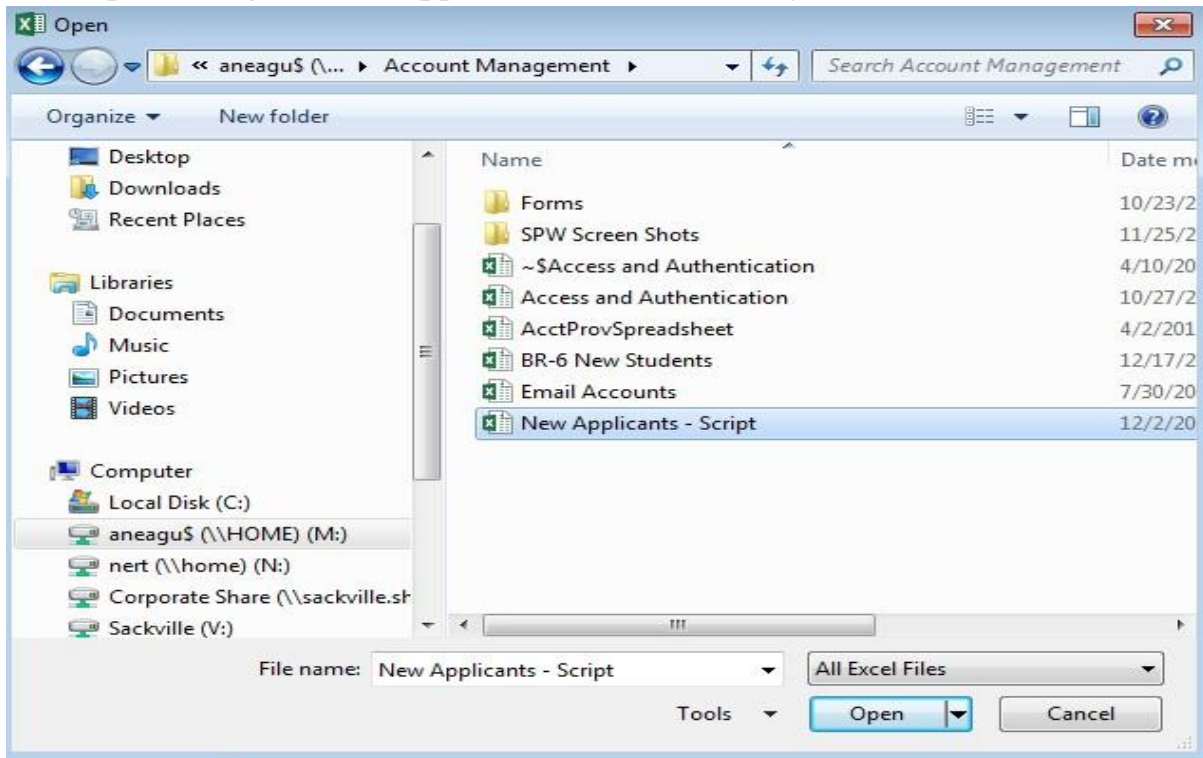 Open
« aneagu$ (\... ▸ Account Management ▸ Search Account Management
Organize New folder
Desktop
Downloads
Recent Places
Libraries
Documents
Music
Pictures
Videos
Computer
Local Disk (C:)
aneagu$ (\\HOME) (M:)
nert (\\home) (N:)
Corporate Share (\\sackville.sh
Sackville (V:)
Name Date m
Forms 10/23/2
SPW Screen Shots 11/25/2
~$Access and Authentication 4/10/20
Access and Authentication 10/27/2
AcctProvSpreadsheet 4/2/201
BR-6 New Students 12/17/2
Email Accounts 7/30/20
New Applicants - Script 12/2/20
File name: New Applicants - Script All Excel Files
Tools Open Cancel